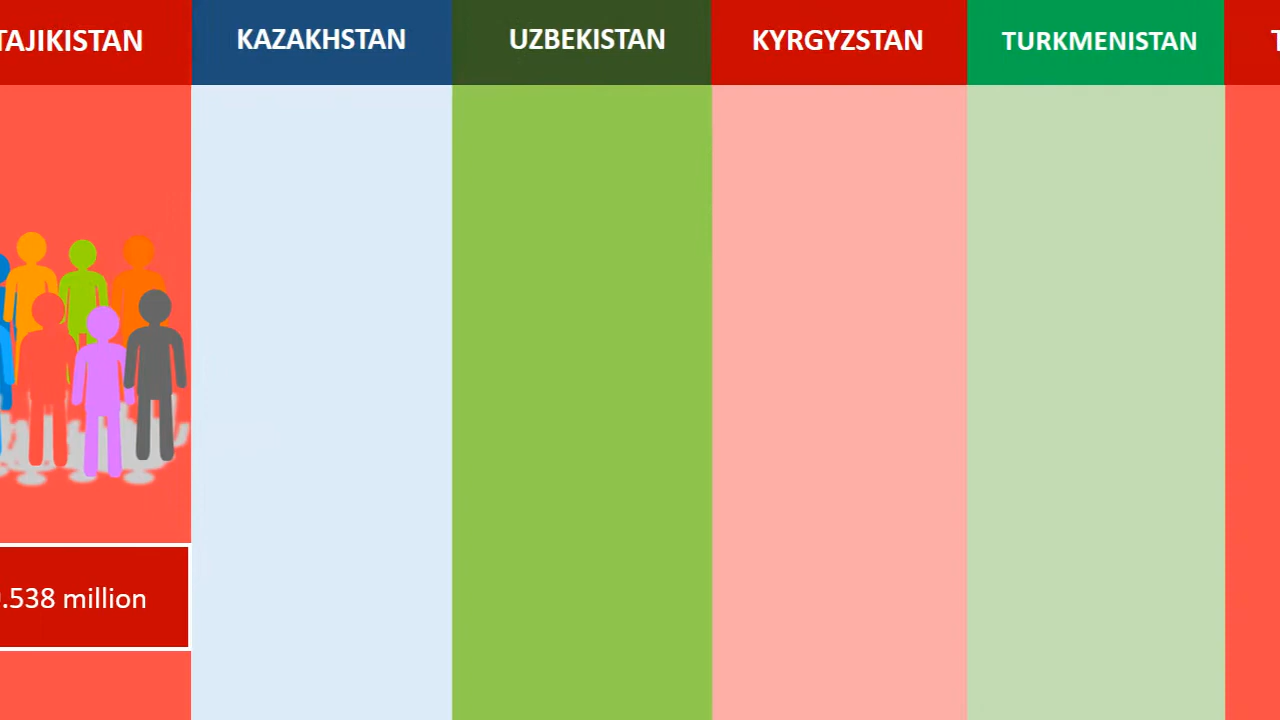 TAJIKISTAN
KAZAKHSTAN
UZBEKISTAN
KYRGYZSTAN
TURKMENISTAN
.538 million